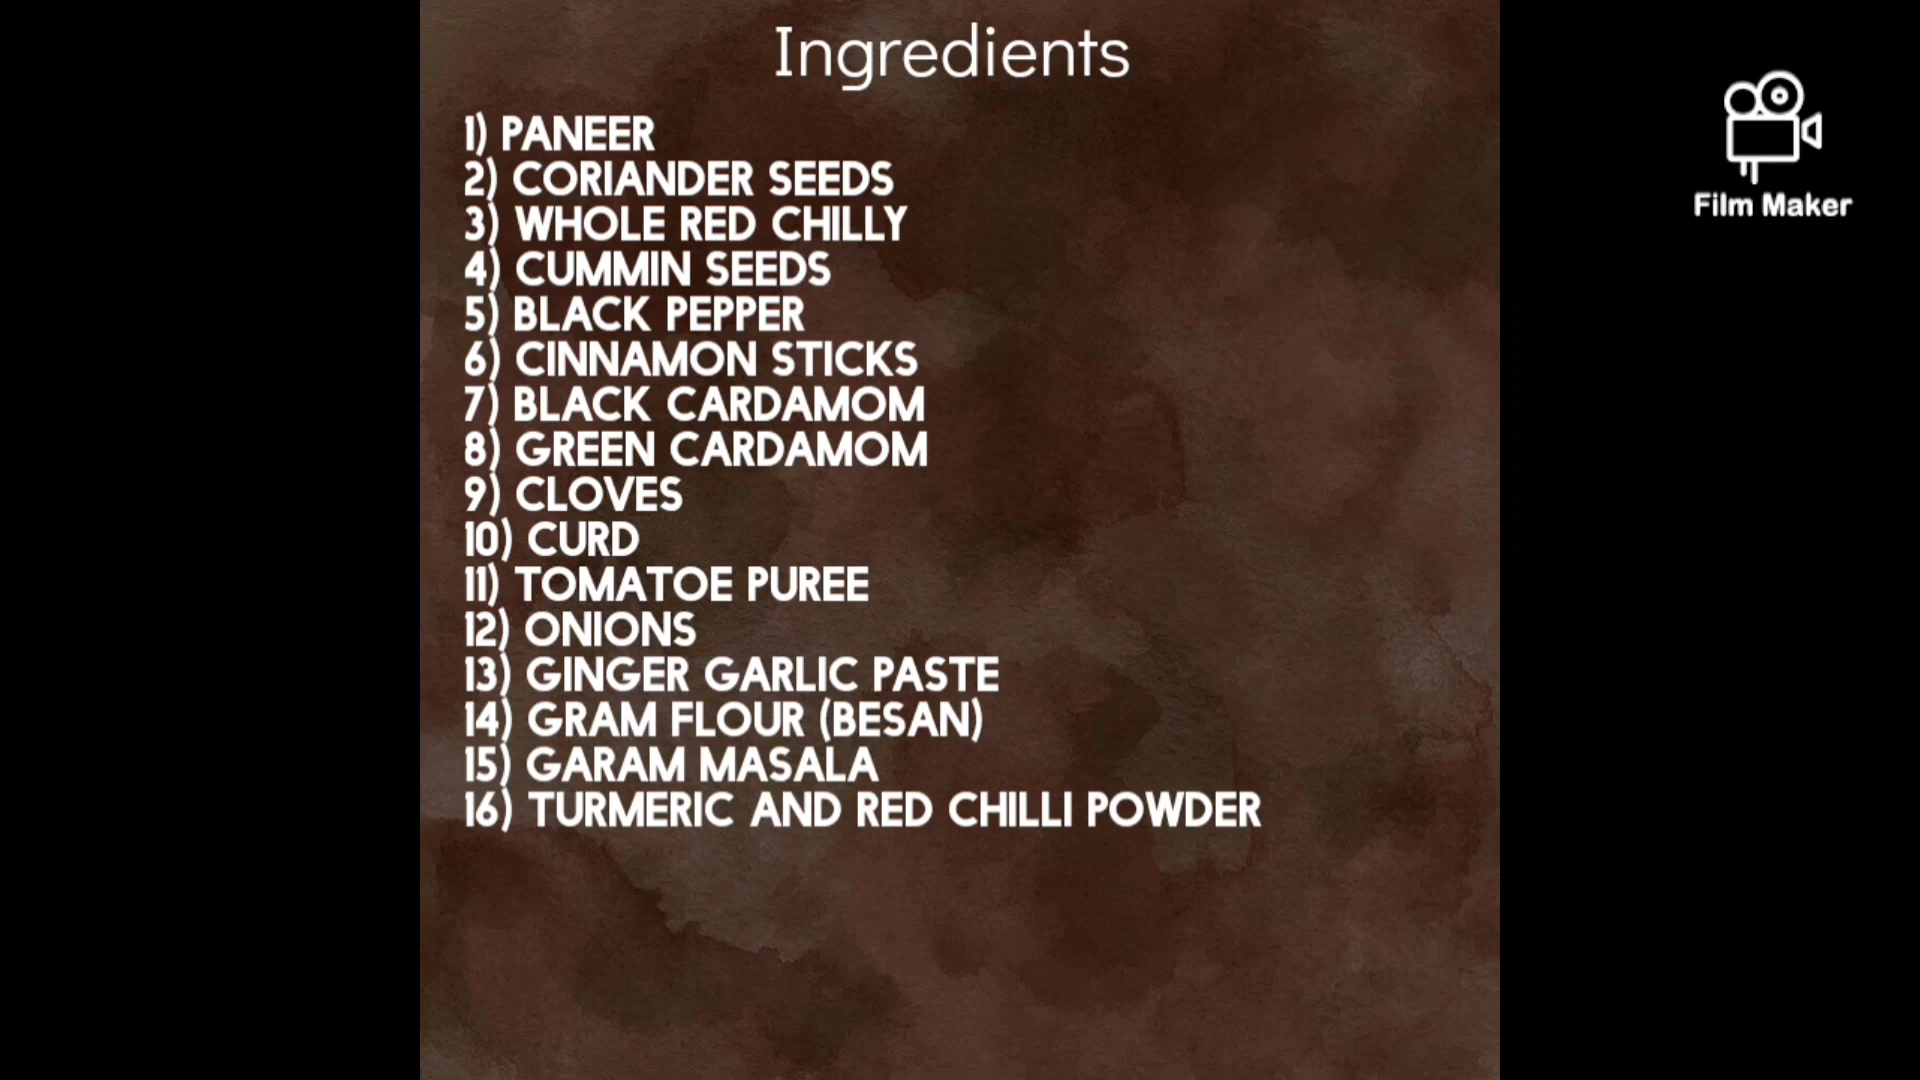 Ingredients
1) PANEER
2) CORIANDER SEEDS
3) WHOLE RED CHILLY
4) CUMMIN SEEDS
5) BLACK PEPPER
6) CINNAMON STICKS
7) BLACK CARDAMOM
8) GREEN CARDAMOM
9) CLOVES
10) CURD
11) TOMATOE PUREE
12) ONIONS
13) GINGER GARLIC PASTE
14) GRAM FLOUR (BESAN)
15) GARAM MASALA
16) TURMERIC AND RED CHILLI POWDER
Film Maker